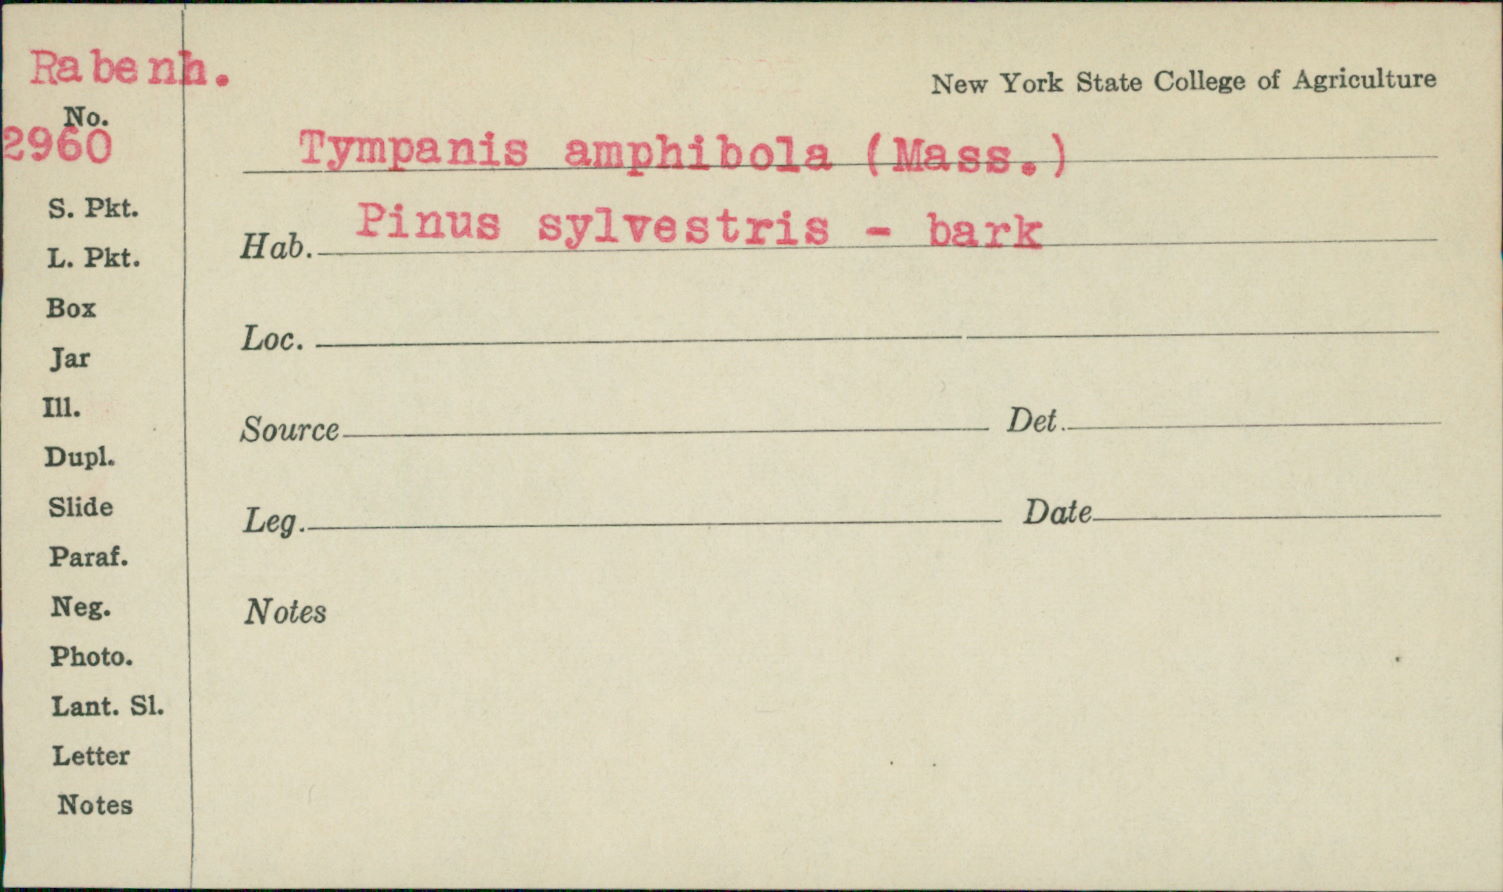 Rabenh.
New York State College of Agriculture
No.
2960
Tympanis amphibola (Mass.)
S. Pkt.
Hab. Pinus sylvestris - bark
L. Pkt.
Box
Loc.
Jar
Ill.
Source Det.
Dupl.
Slide
Leg. Date
Paraf.
Neg.
Notes
Photo.
Lant. Sl.
Letter
Notes